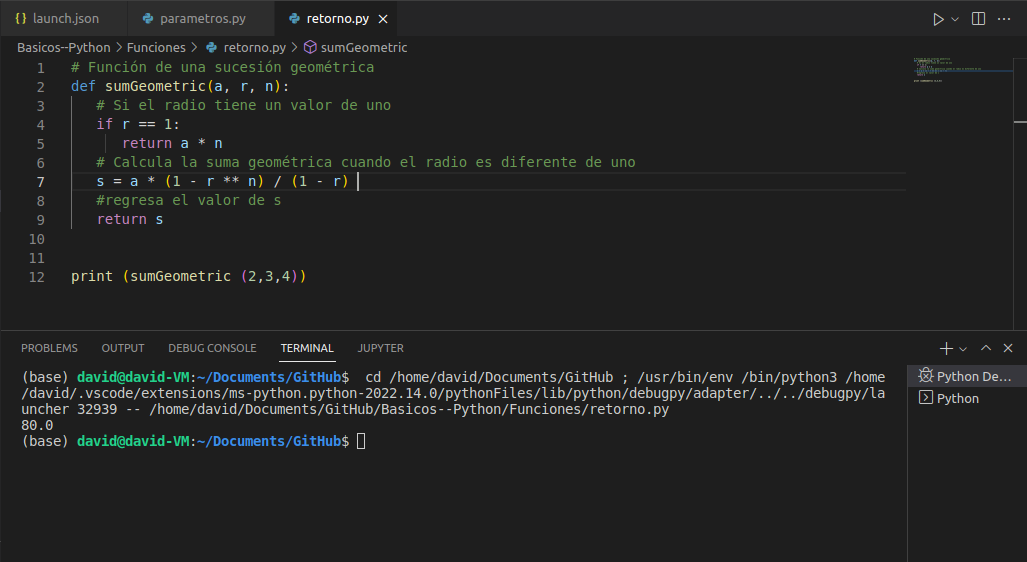 launch.json parametros.py retorno.py
Basicos--Python > Funciones > retorno.py > sumGeometric
1 # Función de una sucesión geométrica
2 def sumGeometric(a, r, n):
3 # Si el radio tiene un valor de uno
4 if r == 1:
5 return a * n
6 # Calcula la suma geométrica cuando el radio es diferente de uno
7 s = a * (1 - r ** n) / (1 - r)
8 #regresa el valor de s
9 return s
10
11
12 print (sumGeometric (2,3,4))
PROBLEMS OUTPUT DEBUG CONSOLE TERMINAL JUPYTER
(base) david@david-VM:~/Documents/GitHub$  cd /home/david/Documents/GitHub ; /usr/bin/env /bin/python3 /home
/david/.vscode/extensions/ms-python.python-2022.14.0/pythonFiles/lib/python/debugpy/adapter/../../debugpy/la
uncher 32939 -- /home/david/Documents/GitHub/Basicos--Python/Funciones/retorno.py
80.0
(base) david@david-VM:~/Documents/GitHub$
Python De...
Python